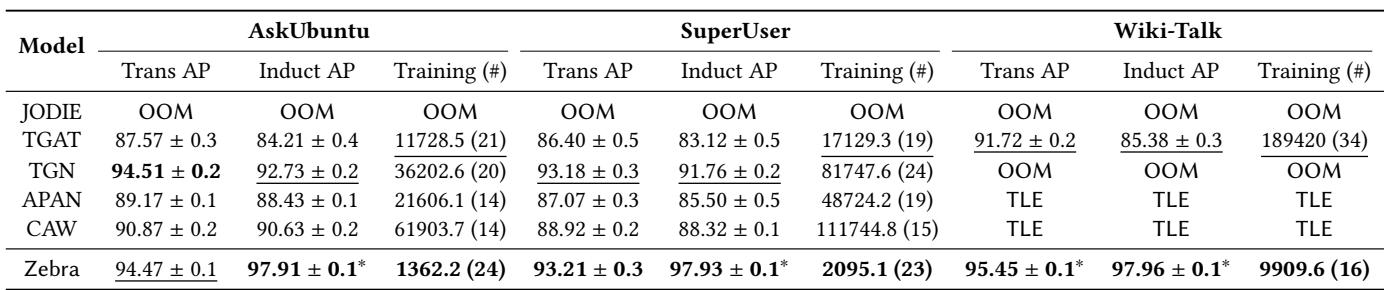 Model AskUbuntu SuperUser Wiki-Talk
Trans AP Induct AP Training (#) Trans AP Induct AP Training (#) Trans AP Induct AP Training (#)
JODIE OOM OOM OOM OOM OOM OOM OOM OOM OOM
TGAT 87.57 ± 0.3 84.21 ± 0.4 11728.5 (21) 86.40 ± 0.5 83.12 ± 0.5 17129.3 (19) 91.72 ± 0.2 85.38 ± 0.3 189420 (34)
TGN 94.51 ± 0.2 92.73 ± 0.2 36202.6 (20) 93.18 ± 0.3 91.76 ± 0.2 81747.6 (24) OOM OOM OOM
APAN 89.17 ± 0.1 88.43 ± 0.1 21606.1 (14) 87.07 ± 0.3 85.50 ± 0.5 48724.2 (19) TLE TLE TLE
CAW 90.87 ± 0.2 90.63 ± 0.2 61903.7 (14) 88.92 ± 0.2 88.32 ± 0.1 111744.8 (15) TLE TLE TLE
Zebra 94.47 ± 0.1 97.91 ± 0.1* 1362.2 (24) 93.21 ± 0.3 97.93 ± 0.1* 2095.1 (23) 95.45 ± 0.1* 97.96 ± 0.1* 9909.6 (16)